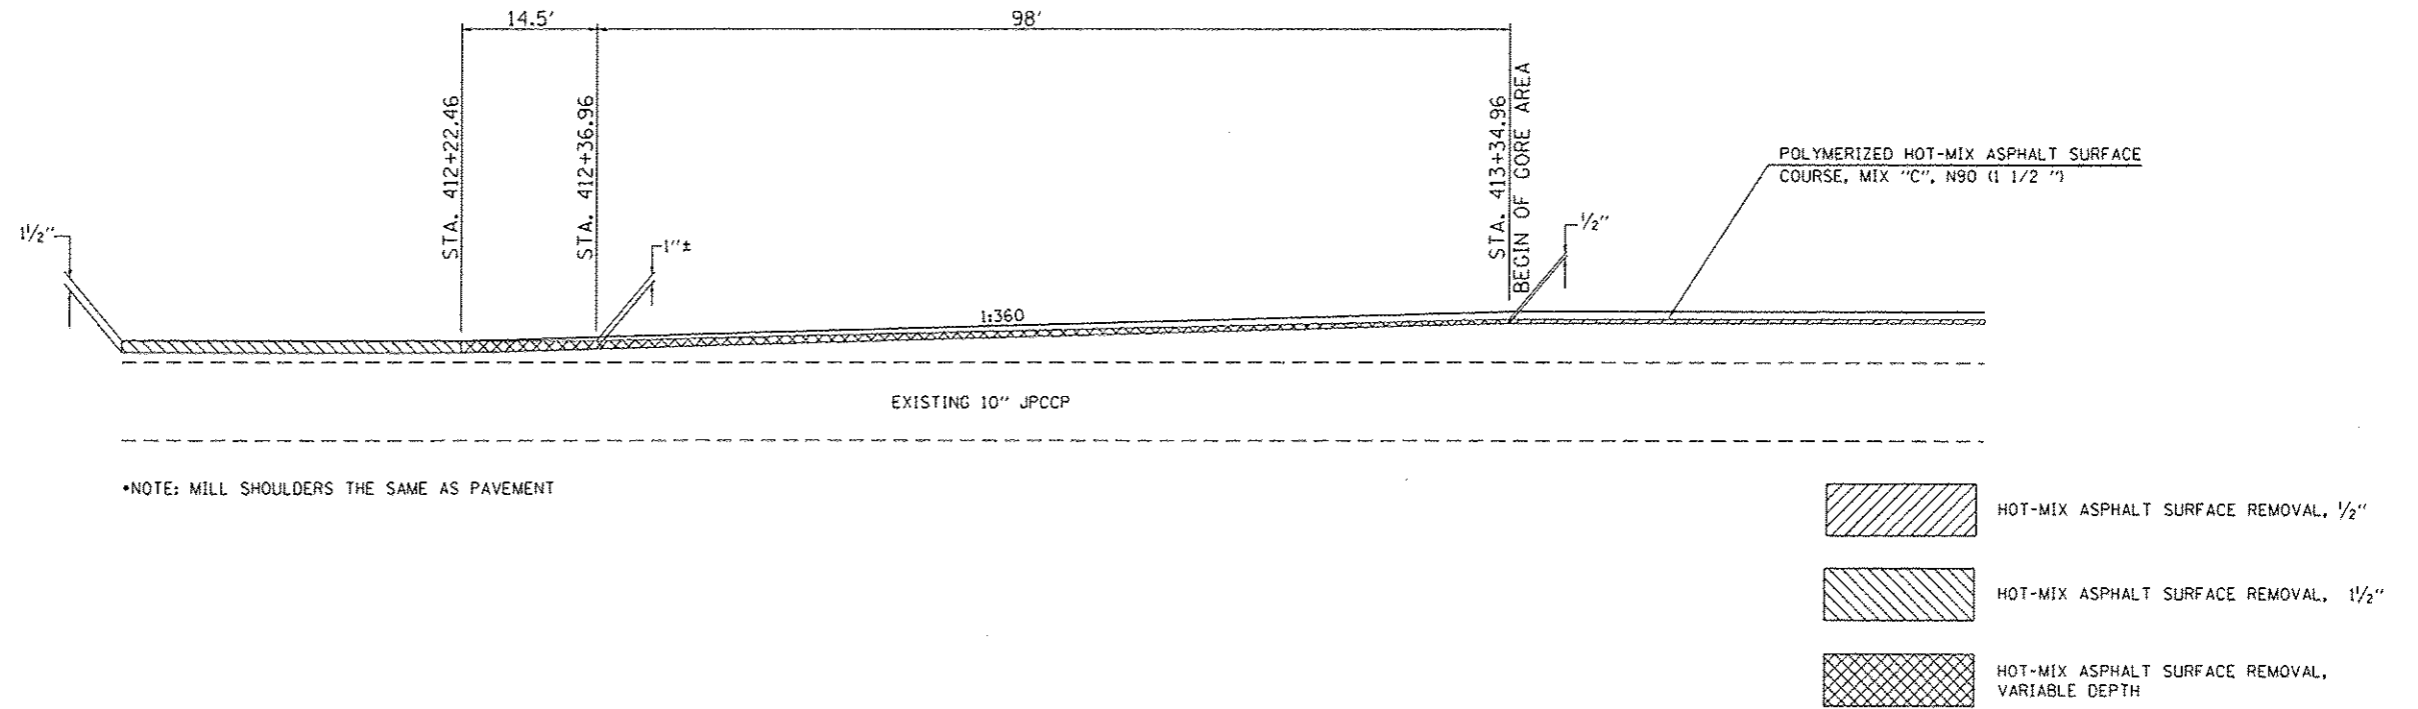 14.5'
98'
STA. 412+22.46
STA. 412+36.96
STA. 413+34.96
BEGIN OF GORE AREA
POLYMERIZED HOT-MIX ASPHALT SURFACE
COURSE, MIX "C", N90 (1 1/2 ")
1½"
1"±
½"
1:360
EXISTING 10" JPCCP
•NOTE: MILL SHOULDERS THE SAME AS PAVEMENT
HOT-MIX ASPHALT SURFACE REMOVAL, ½"
HOT-MIX ASPHALT SURFACE REMOVAL, 1½"
HOT-MIX ASPHALT SURFACE REMOVAL,
VARIABLE DEPTH